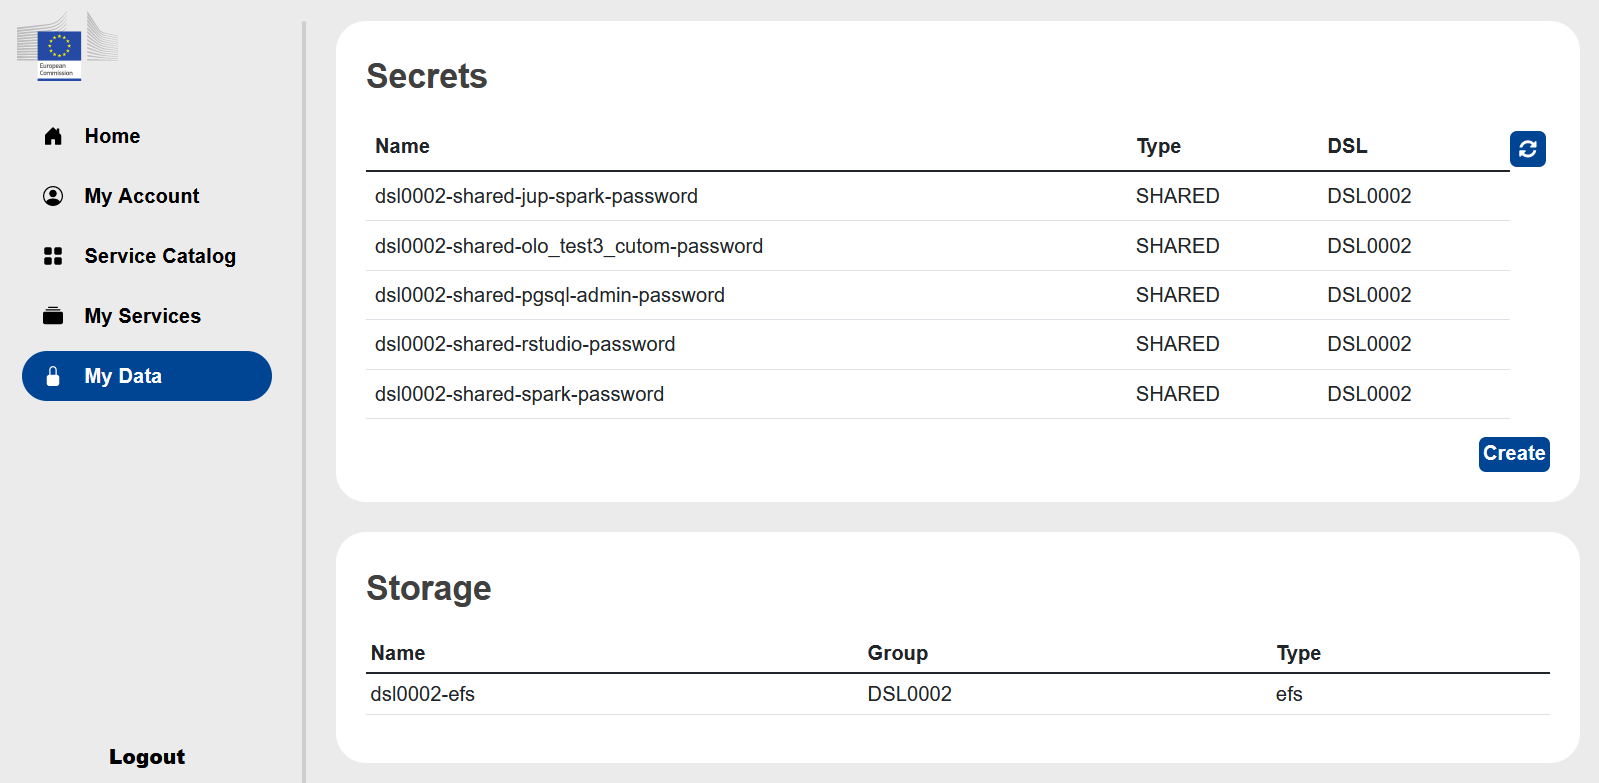 European
Commission
Home
My Account
Service Catalog
My Services
My Data
Logout
Secrets
Name Type DSL
dsl0002-shared-jup-spark-password SHARED DSL0002
dsl0002-shared-olo_test3_cutom-password SHARED DSL0002
dsl0002-shared-pgsql-admin-password SHARED DSL0002
dsl0002-shared-rstudio-password SHARED DSL0002
dsl0002-shared-spark-password SHARED DSL0002
Create
Storage
Name Group Type
dsl0002-efs DSL0002 efs